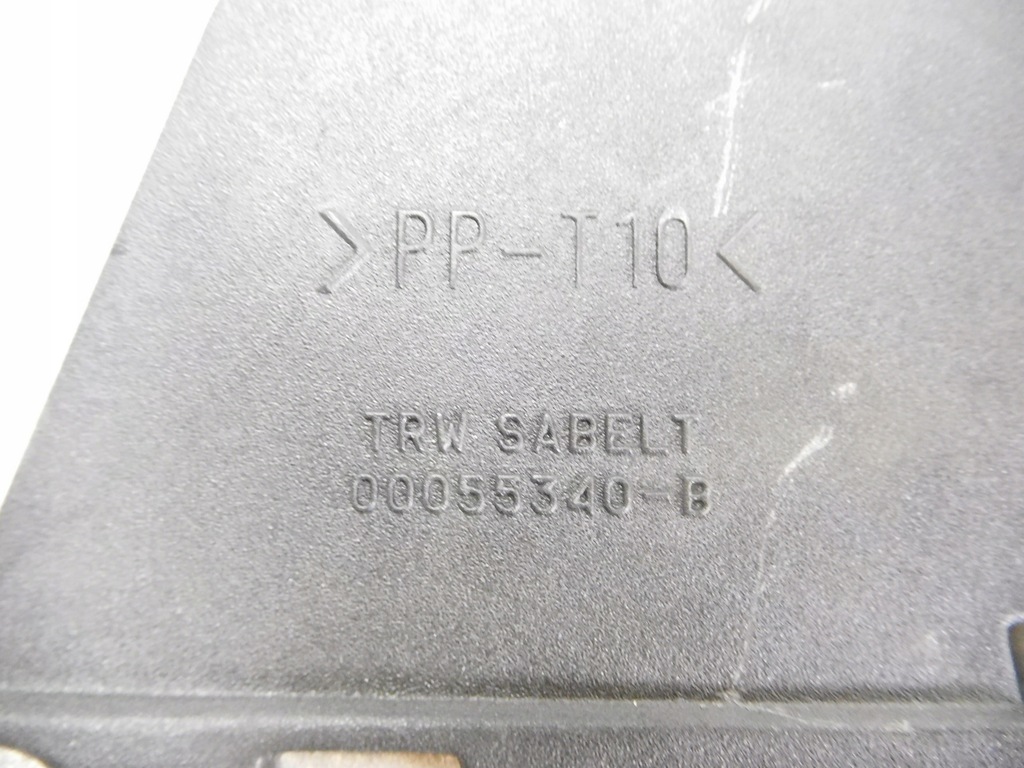 >PP-T10<
TRW SABELT
00055340-B